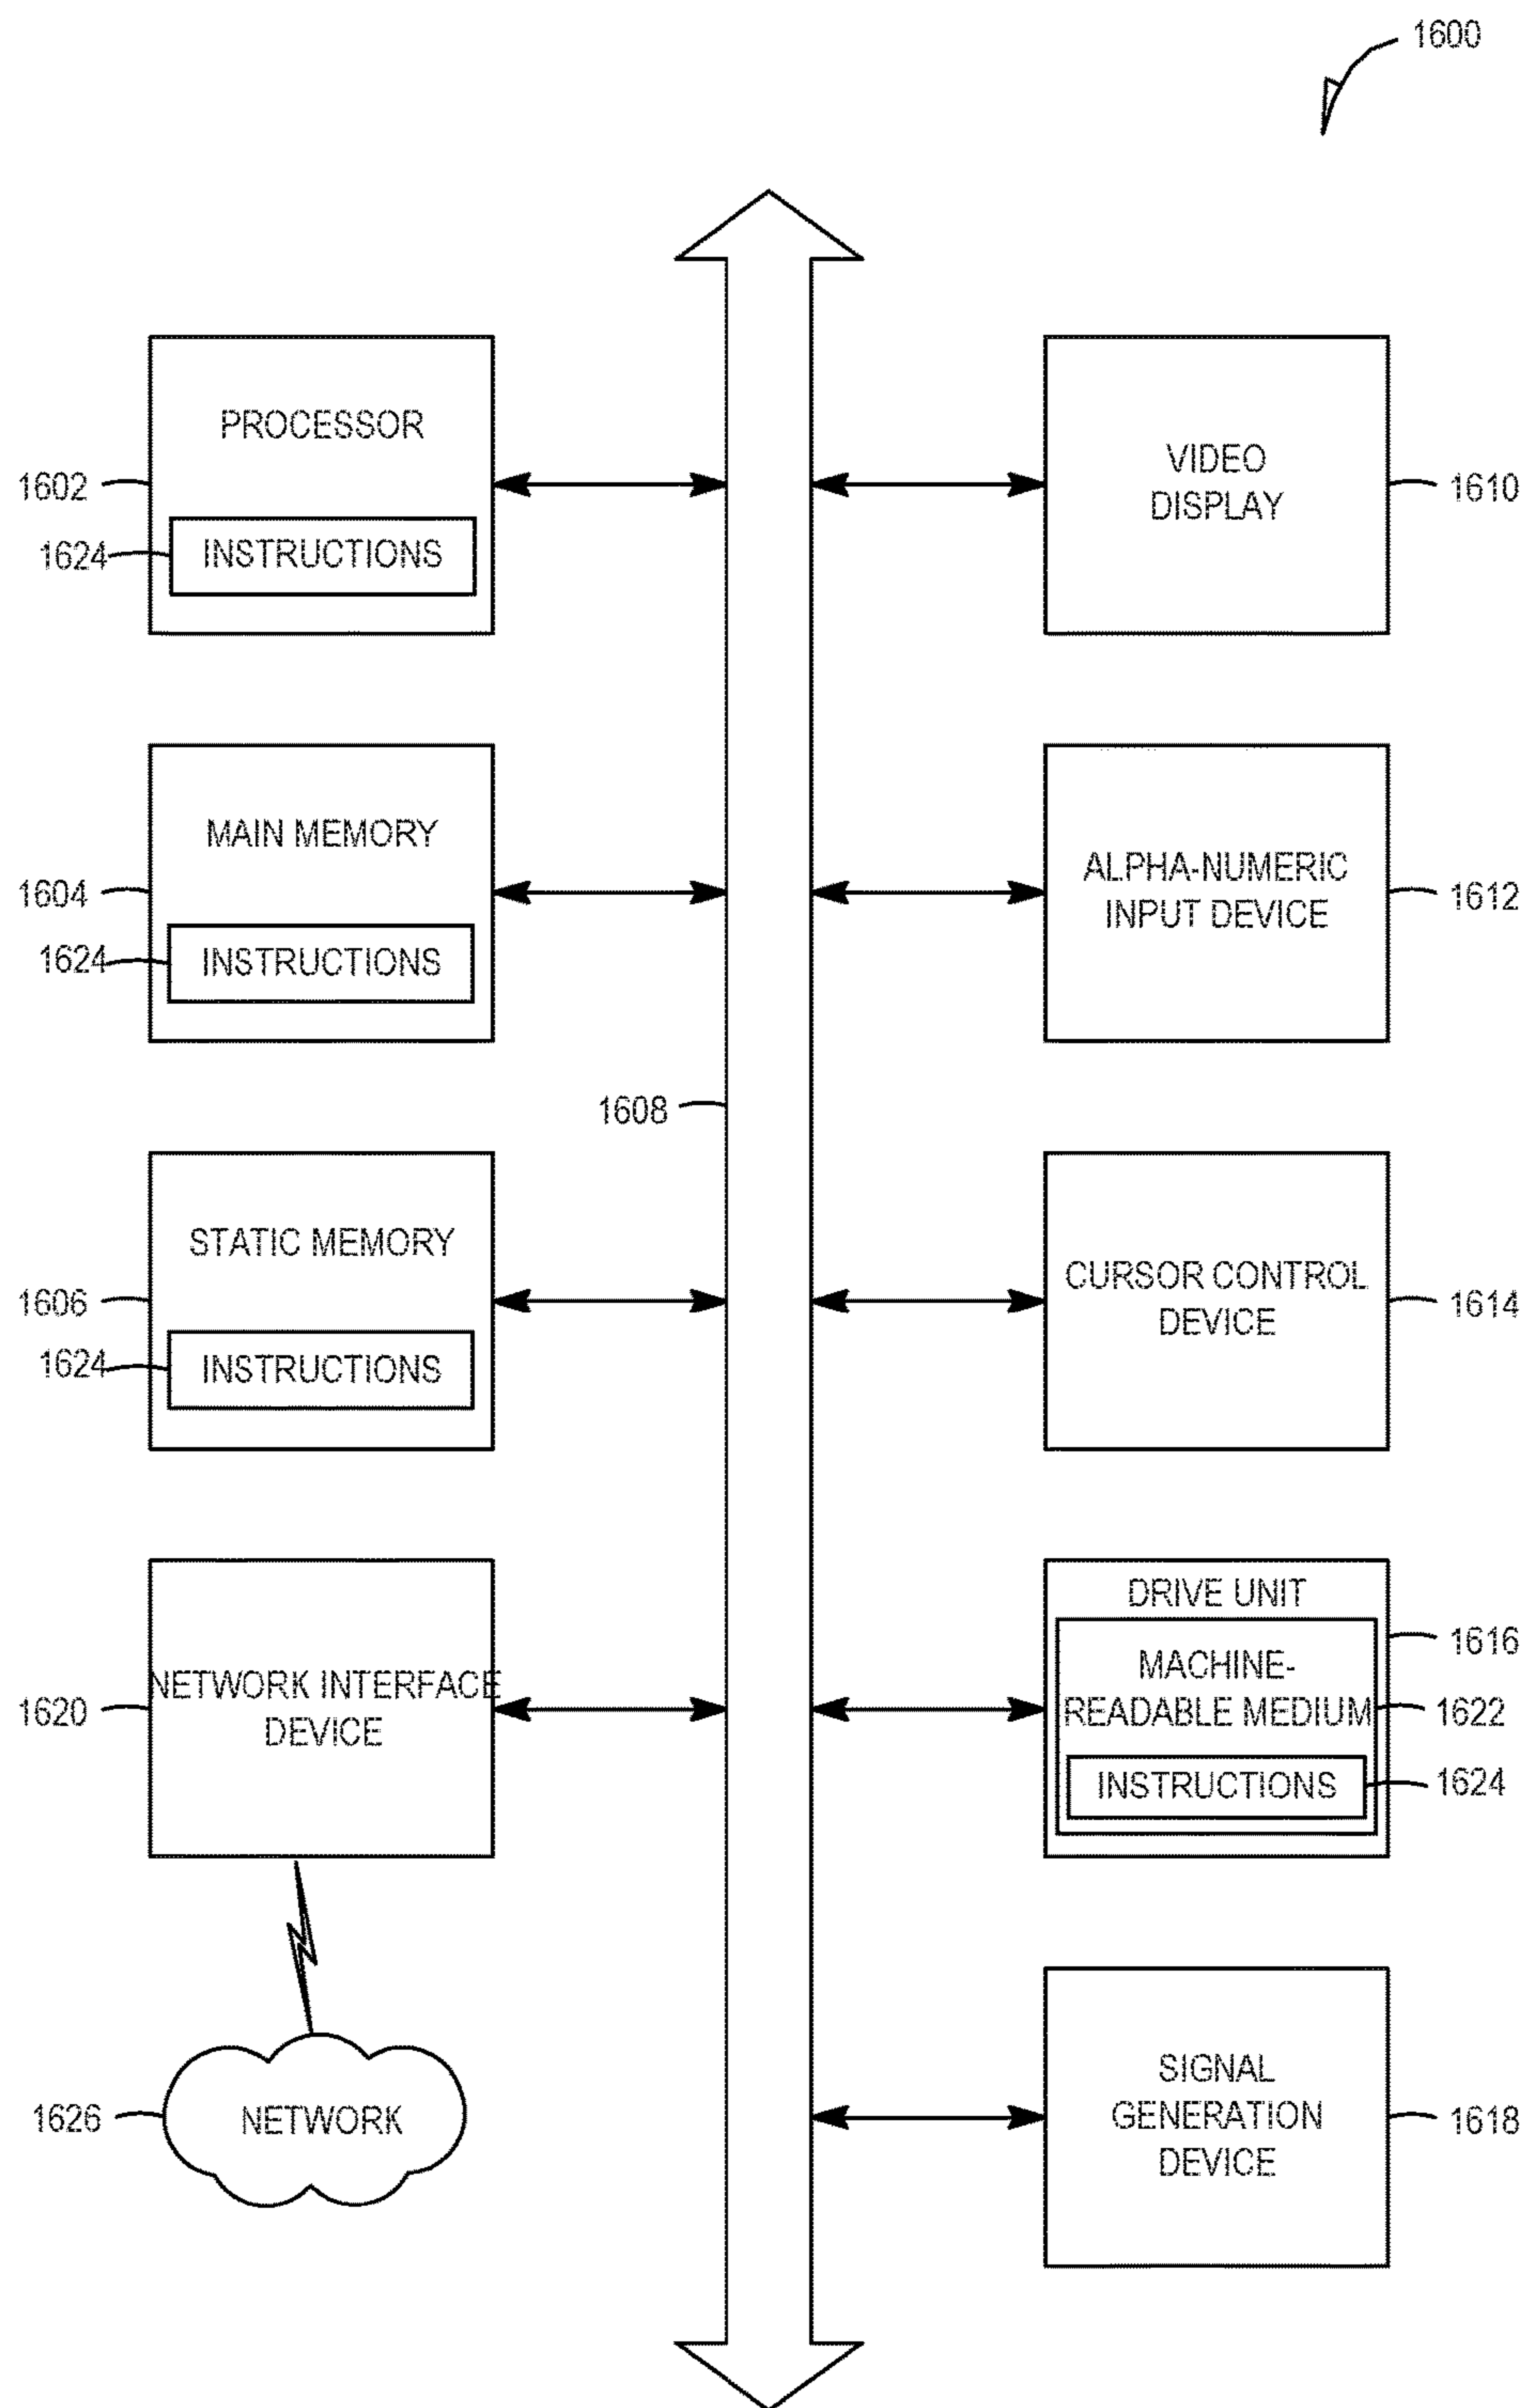 1600
PROCESSOR
1602
1624
INSTRUCTIONS
VIDEO
DISPLAY
1610
MAIN MEMORY
1604
1624
INSTRUCTIONS
ALPHA-NUMERIC
INPUT DEVICE
1612
1608
STATIC MEMORY
1606
1624
INSTRUCTIONS
CURSOR CONTROL
DEVICE
1614
NETWORK INTERFACE
DEVICE
1620
DRIVE UNIT
1616
MACHINE-
READABLE MEDIUM
1622
INSTRUCTIONS
1624
1626
NETWORK
SIGNAL
GENERATION
DEVICE
1618